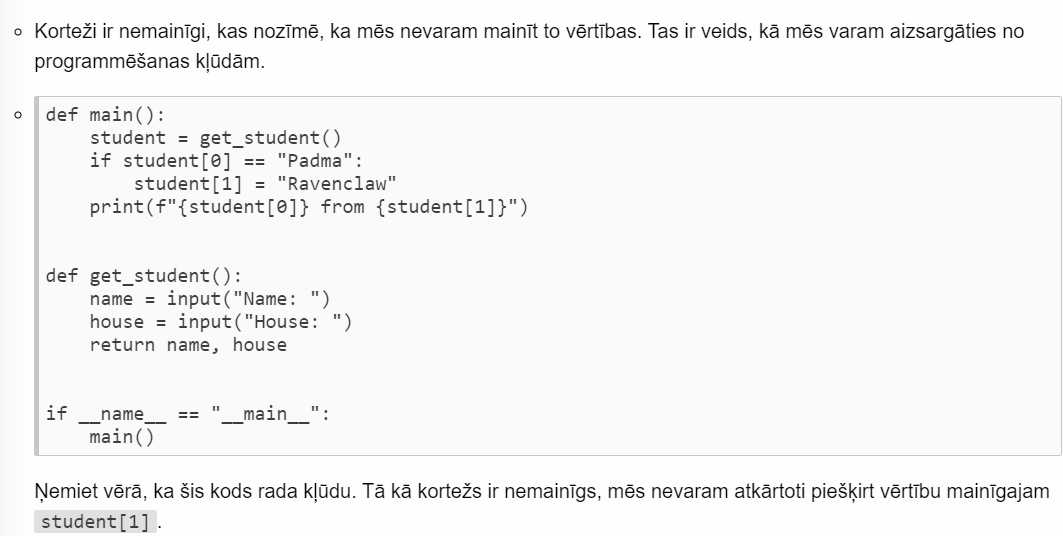 Korteži ir nemainīgi, kas nozīmē, ka mēs nevaram mainīt to vērtības. Tas ir veids, kā mēs varam aizsargāties no
programmēšanas kļūdām.
def main():
    student = get_student()
    if student[0] == "Padma":
        student[1] = "Ravenclaw"
    print(f"{student[0]} from {student[1]}")
def get_student():
    name = input("Name: ")
    house = input("House: ")
    return name, house
if __name__ == "__main__":
    main()
Ņemiet vērā, ka šis kods rada kļūdu. Tā kā kortežs ir nemainīgs, mēs nevaram atkārtoti piešķirt vērtību mainīgajam
student[1] .